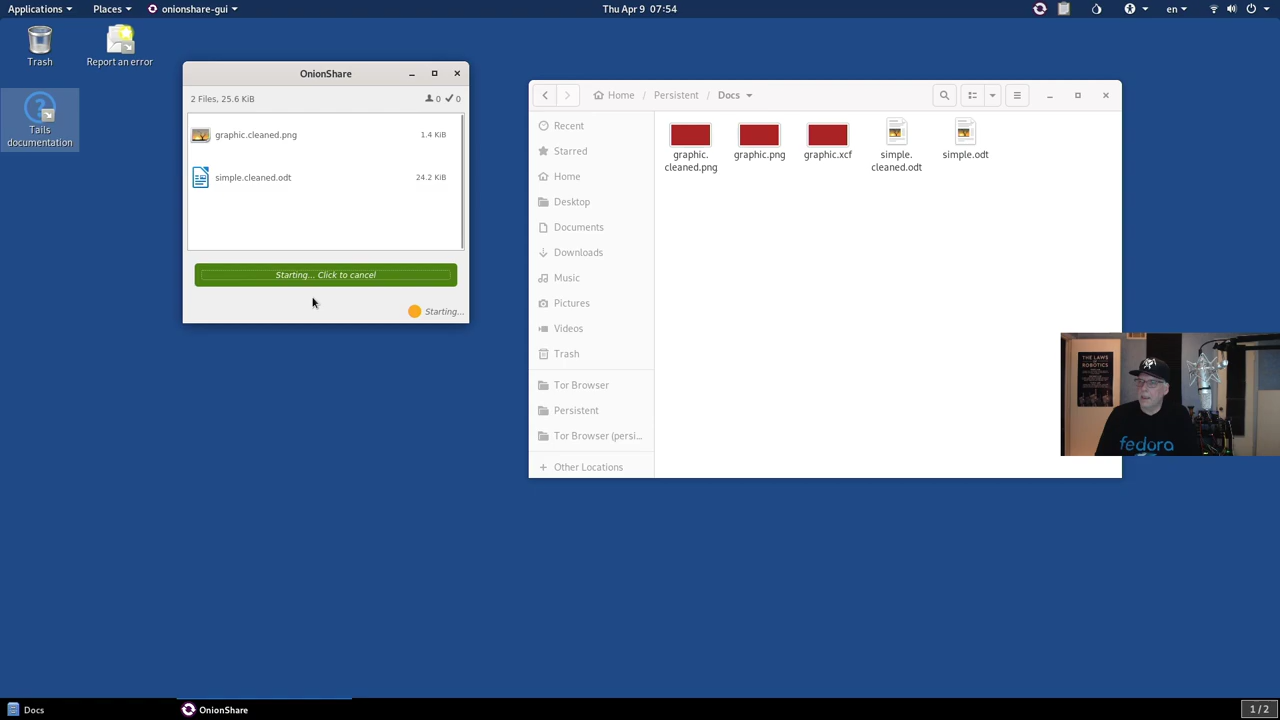 Applications
Places
onionshare-gui
Thu Apr 9 07:54
en
Trash
Report an error
Tails
documentation
OnionShare
2 Files, 25.6 KiB
0
0
graphic.cleaned.png
1.4 KiB
simple.cleaned.odt
24.2 KiB
Starting... Click to cancel
Starting...
Home / Persistent / Docs
Recent
Starred
Home
Desktop
Documents
Downloads
Music
Pictures
Videos
Trash
Tor Browser
Persistent
Tor Browser (persi...
Other Locations
graphic.
cleaned.png
graphic.png
graphic.xcf
simple.
cleaned.odt
simple.odt
THE LAWS
OF
ROBOTICS
fedora
Docs
OnionShare
1 / 2